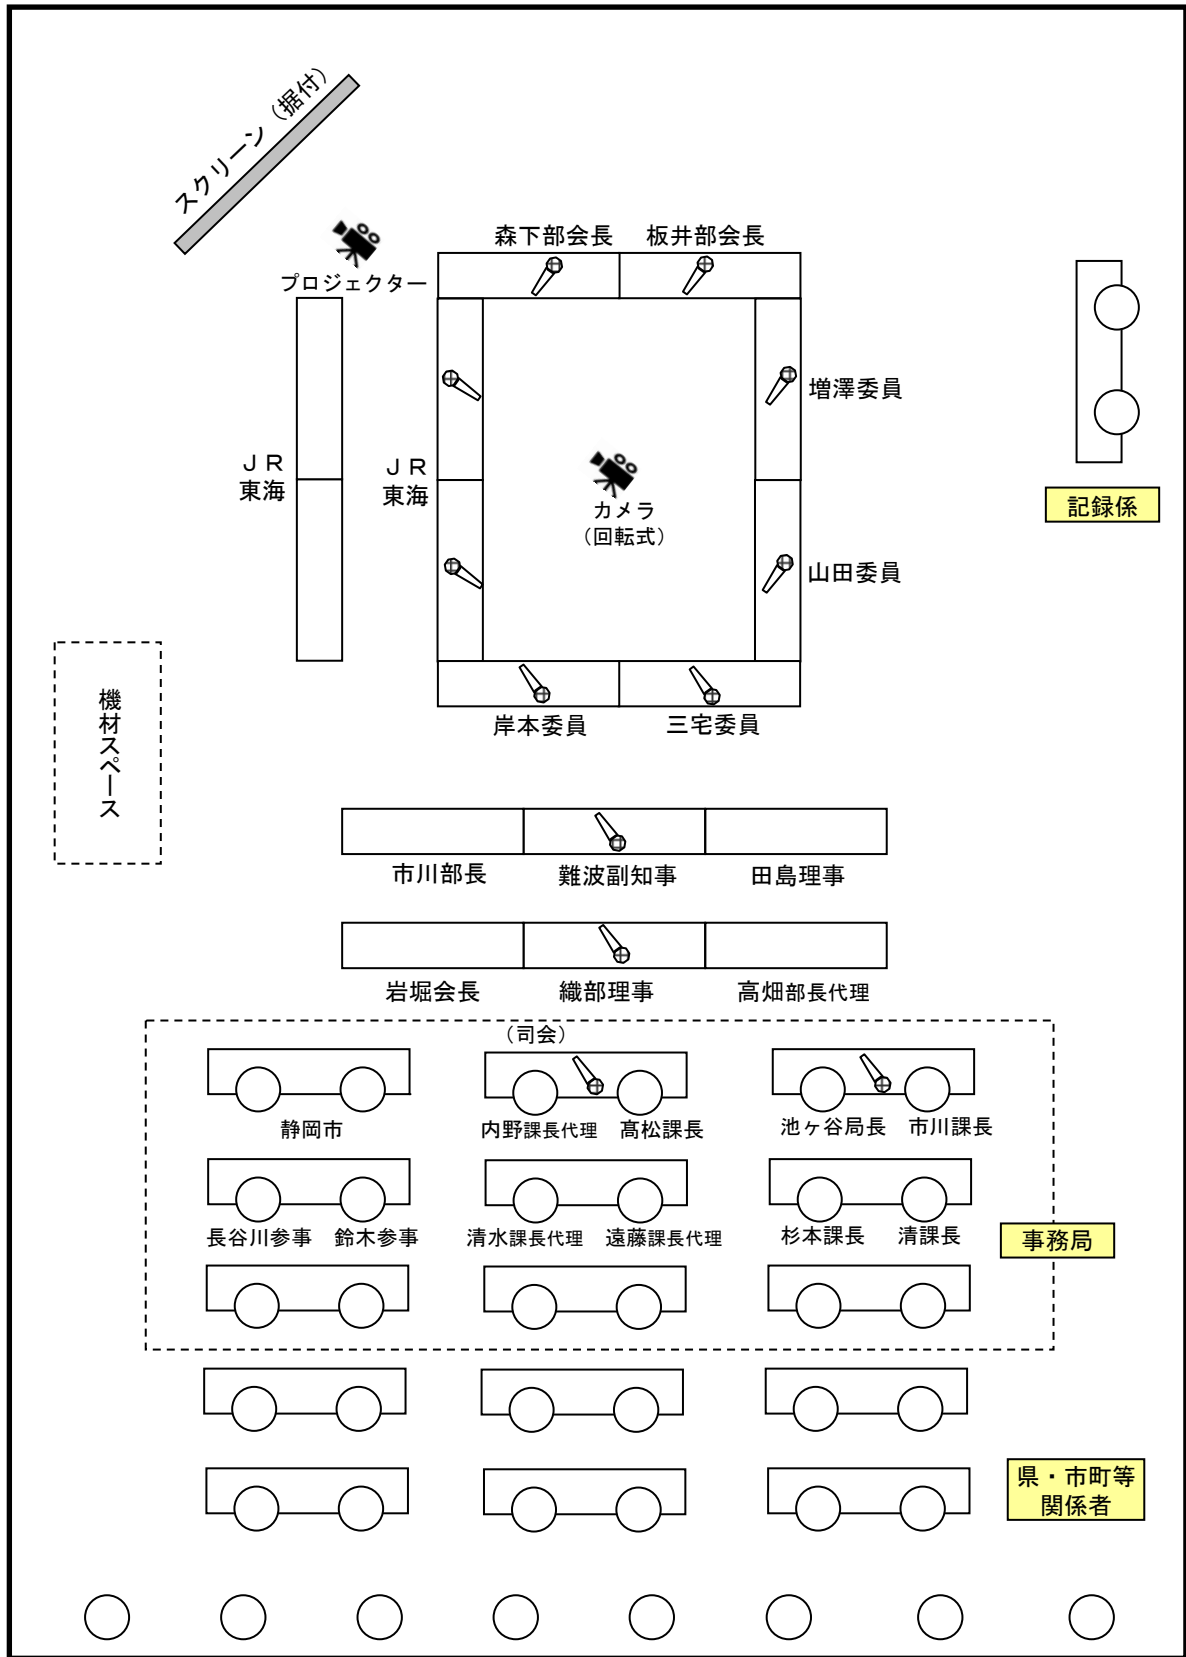 スクリーン（据付）
プロジェクター
森下部会長
板井部会長
増澤委員
ＪＲ
東海
ＪＲ
東海
カメラ
（回転式）
記録係
山田委員
岸本委員
三宅委員
機材スペース
市川部長
難波副知事
田島理事
岩堀会長
織部理事
高畑部長代理
（司会）
静岡市
内野課長代理
髙松課長
池ヶ谷局長
市川課長
長谷川参事
鈴木参事
清水課長代理
遠藤課長代理
杉本課長
清課長
事務局
県・市町等
関係者